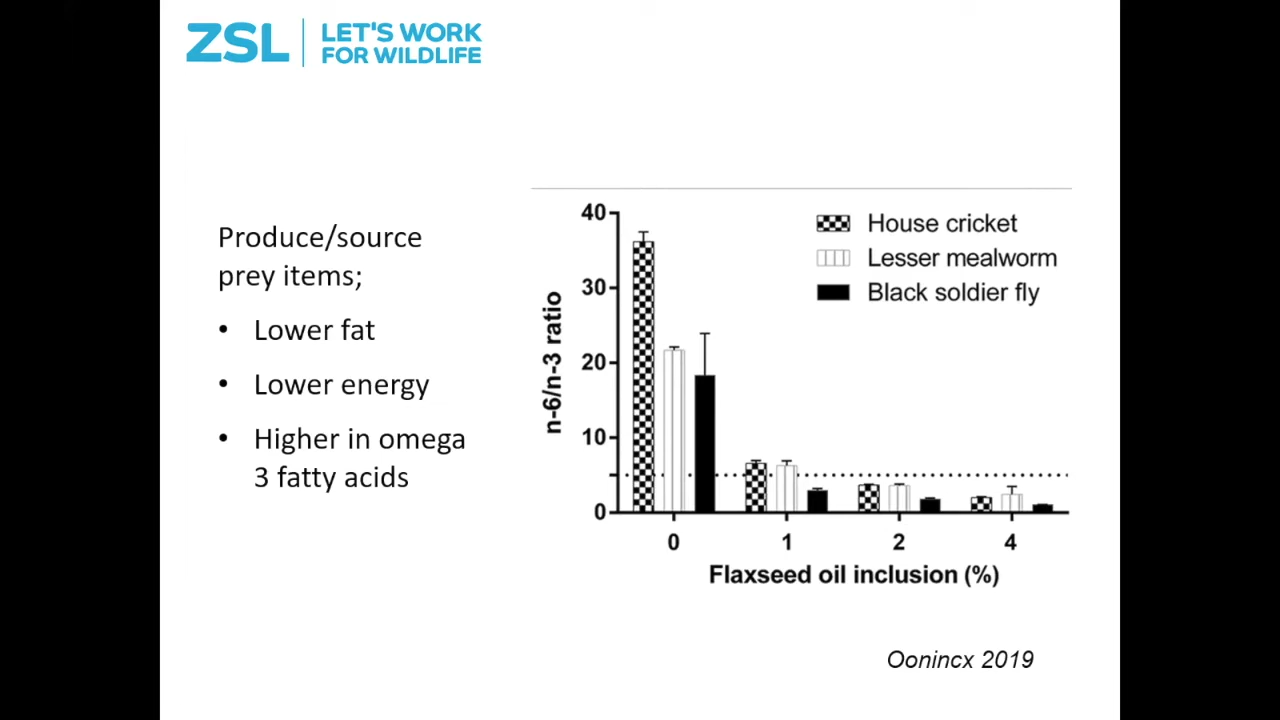 ZSL
LET'S WORK
FOR WILDLIFE
Produce/source
prey items;
• Lower fat
• Lower energy
• Higher in omega
3 fatty acids
House cricket
Lesser mealworm
Black soldier fly
n-6/n-3 ratio
40
30
20
10
0
0 1 2 4
Flaxseed oil inclusion (%)
Oonincx 2019